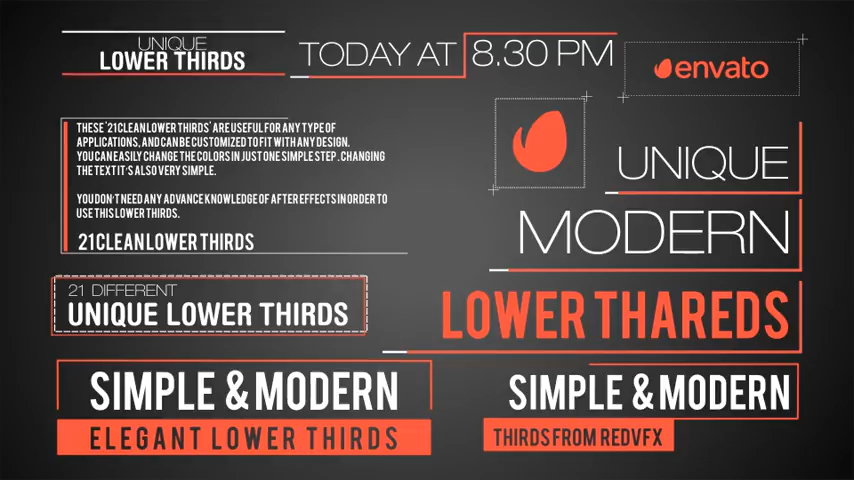 UNIQUE
LOWER THIRDS
TODAY AT 8.30 PM
envato
THESE '21 CLEAN LOWER THIRDS' ARE USEFUL FOR ANY TYPE OF
APPLICATIONS, AND CAN BE CUSTOMIZED TO FIT WITH ANY DESIGN.
YOU CAN EASILY CHANGE THE COLORS IN JUST ONE SIMPLE STEP. CHANGING
THE TEXT IT'S ALSO VERY SIMPLE.
YOU DON'T NEED ANY ADVANCE KNOWLEDGE OF AFTER EFFECTS IN ORDER TO
USE THIS LOWER THIRDS.
21 CLEAN LOWER THIRDS
21 DIFFERENT
UNIQUE LOWER THIRDS
SIMPLE & MODERN
ELEGANT LOWER THIRDS
UNIQUE
MODERN
LOWER THAREDS
SIMPLE & MODERN
THIRDS FROM REDVFX